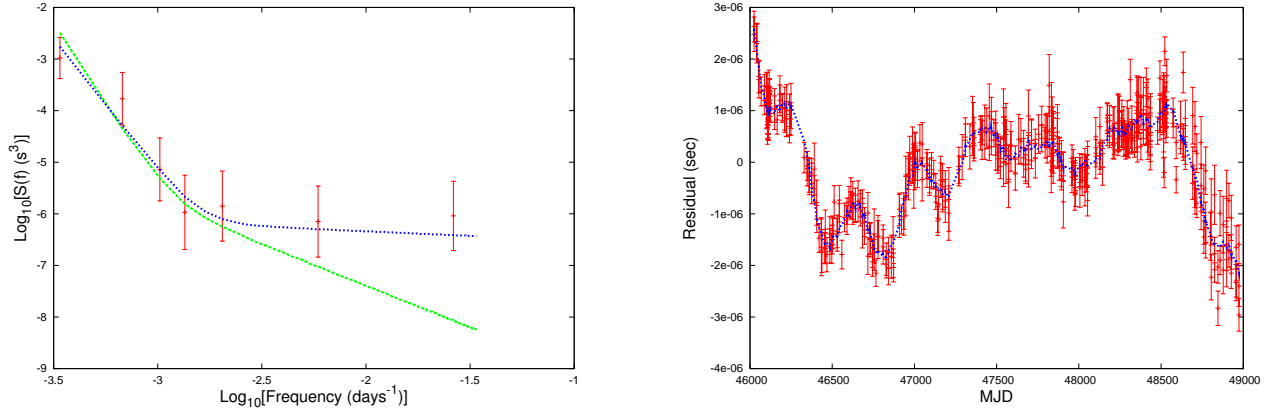 -2
-3
-4
-5
-6
-7
-8
-9
Log10[S(f) (s³)]
-3.5 -3 -2.5 -2 -1.5 -1
Log10[Frequency (days⁻¹)]
3e-06
2e-06
1e-06
0
-1e-06
-2e-06
-3e-06
-4e-06
Residual (sec)
46000 46500 47000 47500 48000 48500 49000
MJD